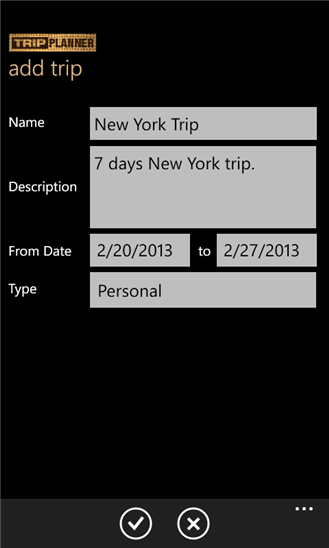 TRIP PLANNER
add trip
Name New York Trip
Description 7 days New York trip.
From Date 2/20/2013 to 2/27/2013
Type Personal